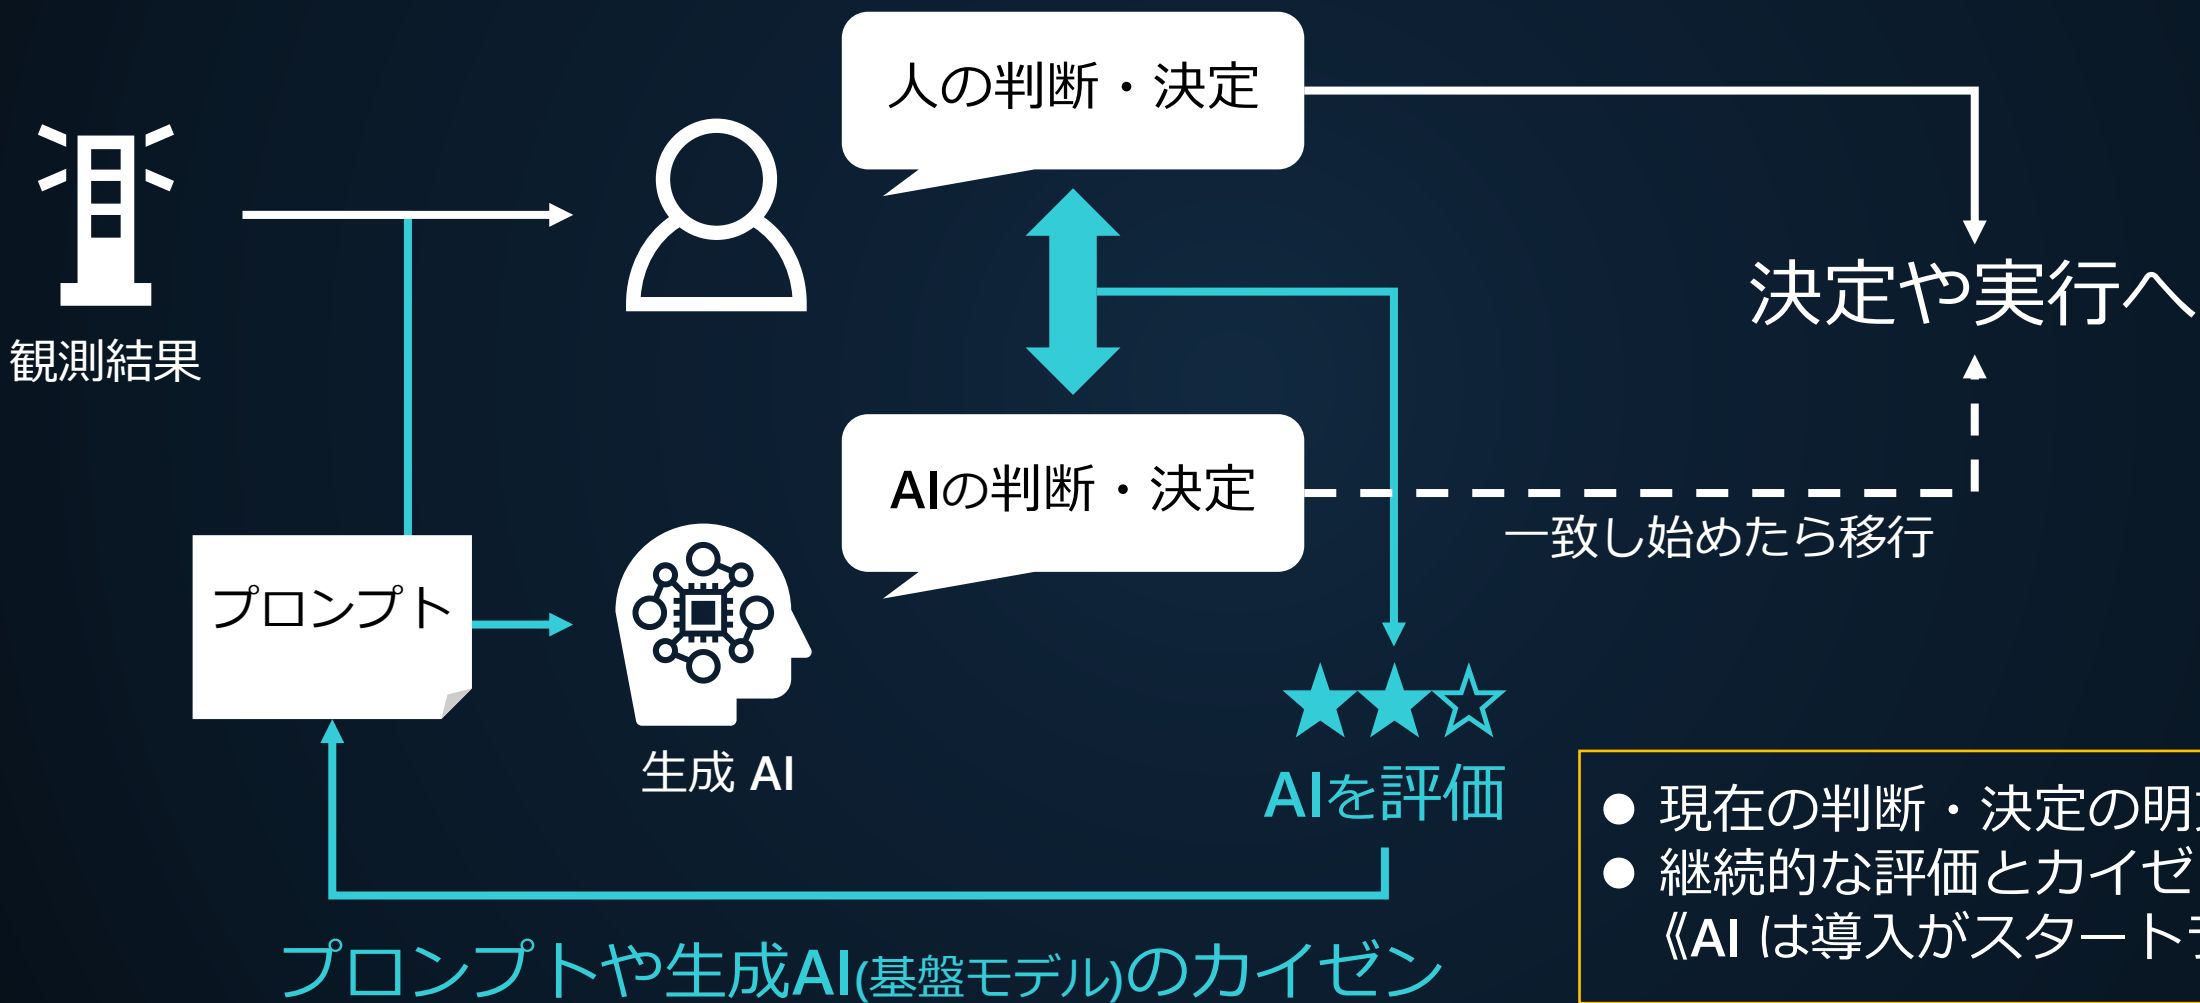 人の判断・決定
観測結果
決定や実行へ
AIの判断・決定
一致し始めたら移行
プロンプト
生成 AI
AIを評価
● 現在の判断・決定の明
● 継続的な評価とカイゼ
《AI は導入がスタート
プロンプトや生成AI(基盤モデル)のカイゼン